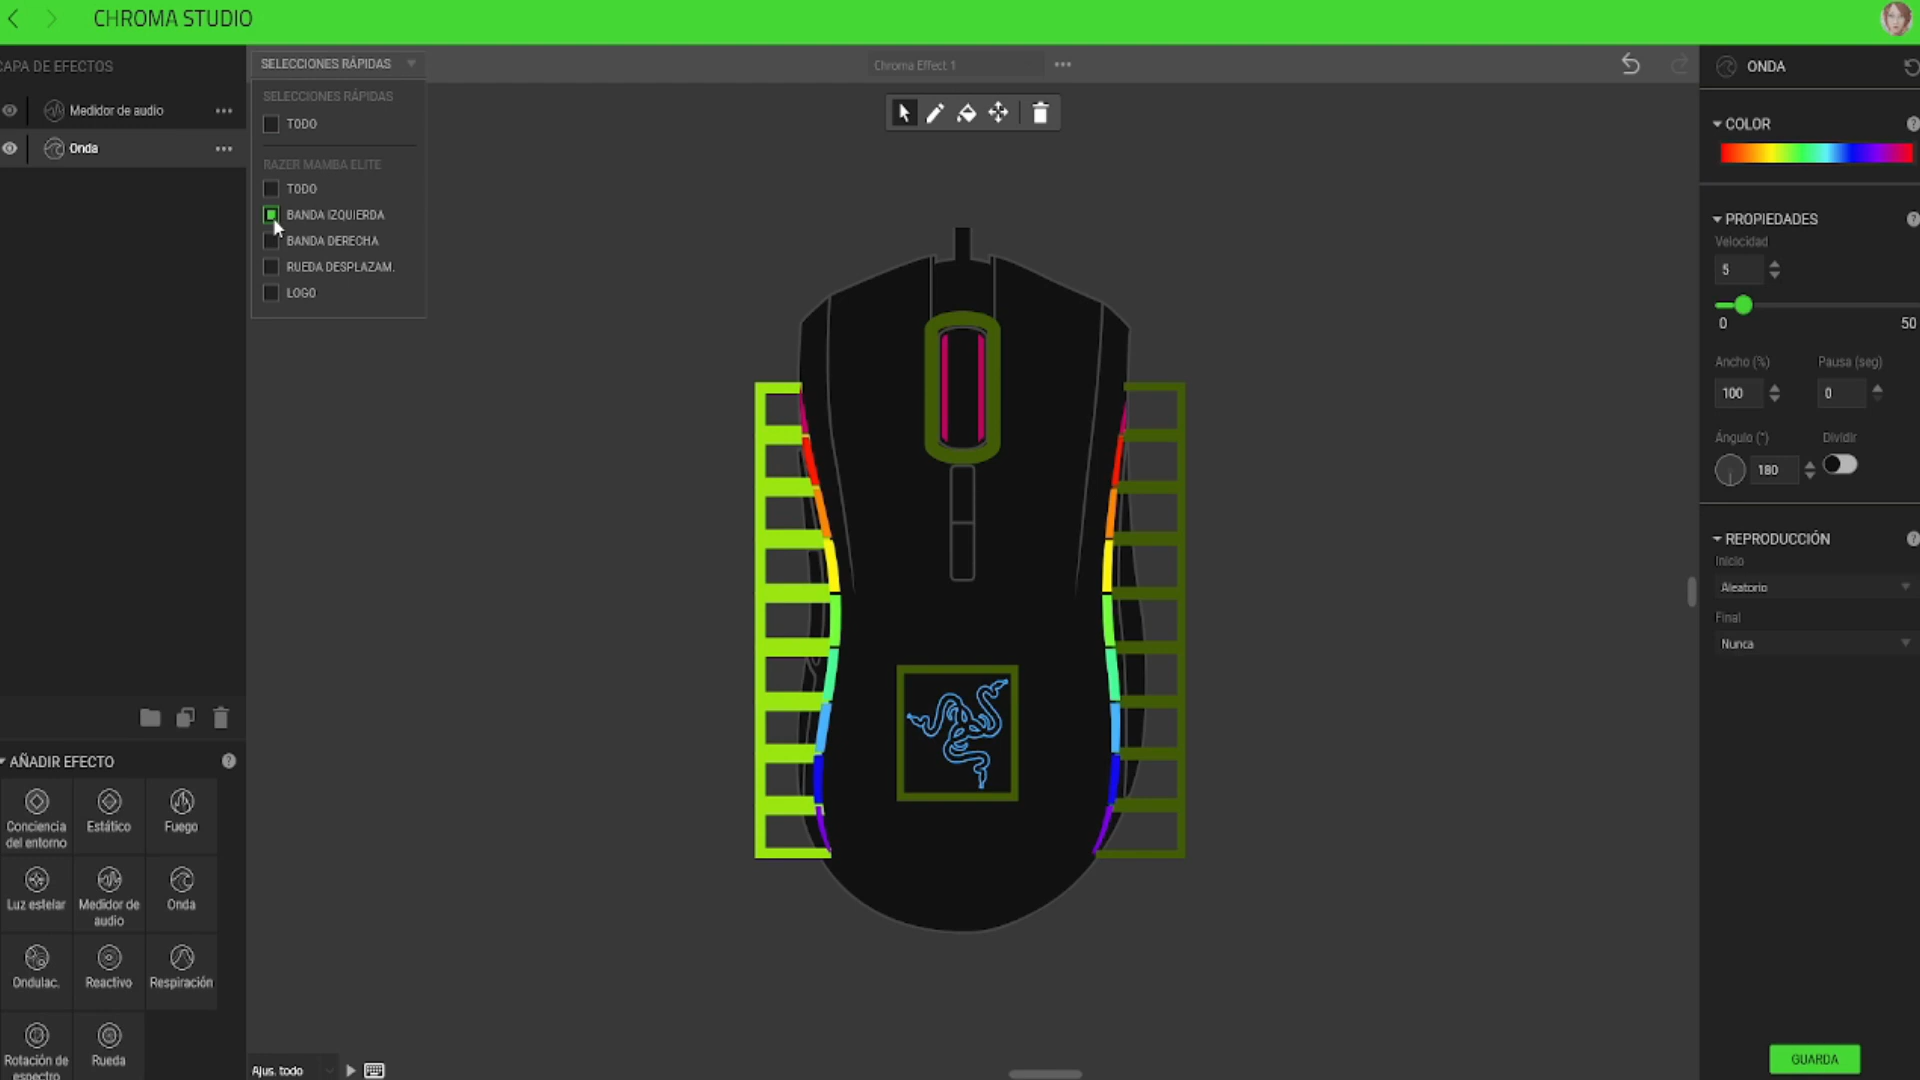 CHROMA STUDIO
CAPA DE EFECTOS
Medidor de audio
Onda
SELECCIONES RÁPIDAS
SELECCIONES RÁPIDAS
TODO
RAZER MAMBA ELITE
TODO
BANDA IZQUIERDA
BANDA DERECHA
RUEDA DESPLAZAM.
LOGO
Chroma Effect 1
ONDA
COLOR
PROPIEDADES
Velocidad
5
0 50
Ancho (%) Pausa (seg)
100 0
Ángulo (°) Dividir
180
REPRODUCCIÓN
Inicio
Aleatorio
Final
Nunca
AÑADIR EFECTO
Conciencia del entorno
Estático
Fuego
Luz estelar
Medidor de audio
Onda
Ondulac.
Reactivo
Respiración
Rotación de espectro
Rueda
Ajus. todo
GUARDA